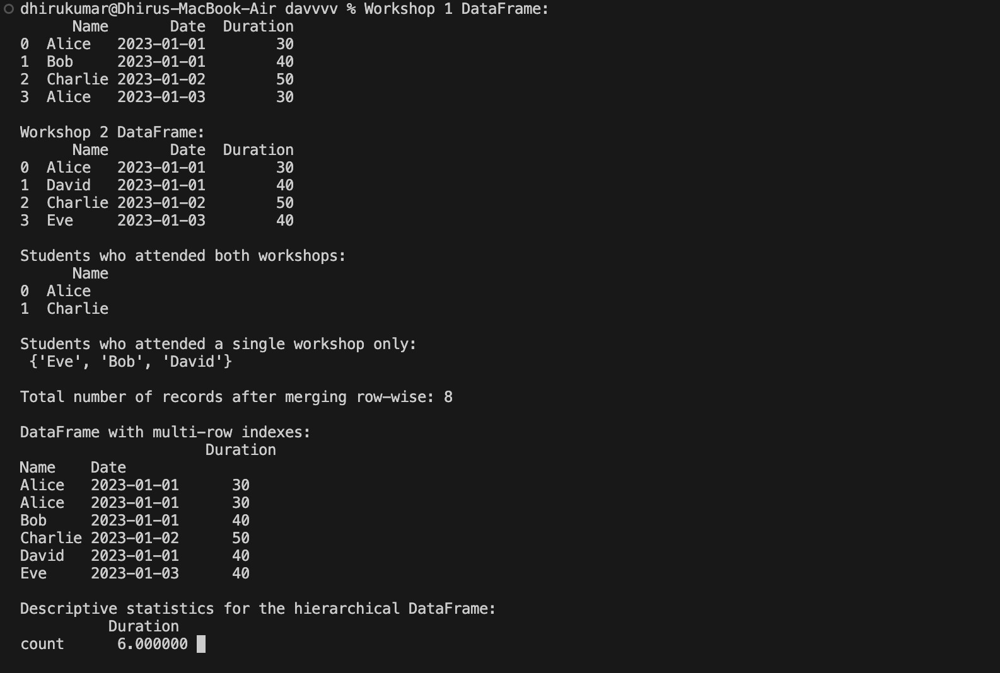 dhirukumar@Dhirus-MacBook-Air davvvv % Workshop 1 DataFrame:
      Name       Date  Duration
0  Alice   2023-01-01        30
1  Bob     2023-01-01        40
2  Charlie 2023-01-02        50
3  Alice   2023-01-03        30

Workshop 2 DataFrame:
      Name       Date  Duration
0  Alice   2023-01-01        30
1  David   2023-01-01        40
2  Charlie 2023-01-02        50
3  Eve     2023-01-03        40

Students who attended both workshops:
      Name
0  Alice
1  Charlie

Students who attended a single workshop only:
 {'Eve', 'Bob', 'David'}

Total number of records after merging row-wise: 8

DataFrame with multi-row indexes:
                     Duration
Name    Date
Alice   2023-01-01      30
Alice   2023-01-01      30
Bob     2023-01-01      40
Charlie 2023-01-02      50
David   2023-01-01      40
Eve     2023-01-03      40

Descriptive statistics for the hierarchical DataFrame:
          Duration
count      6.000000